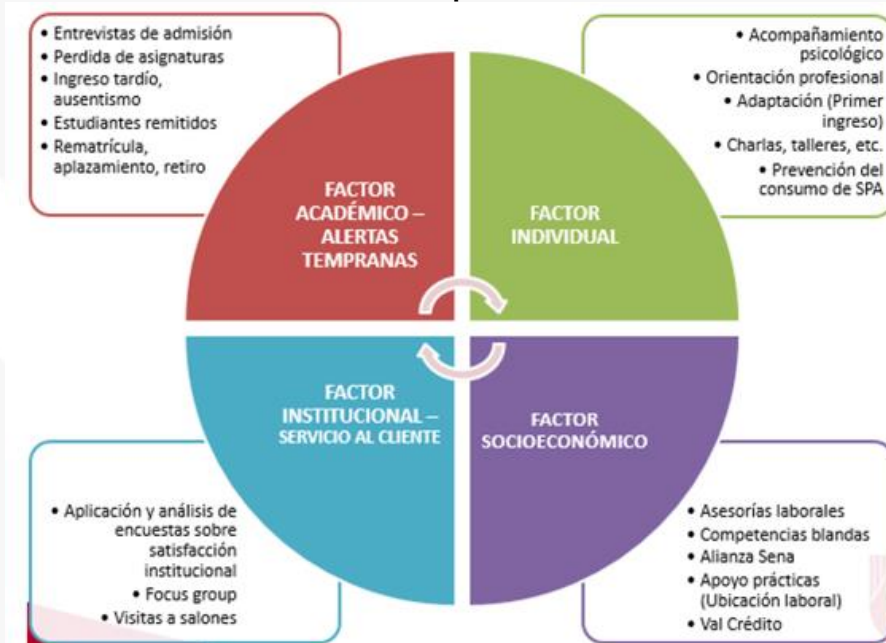 • Entrevistas de admisión
• Perdida de asignaturas
• Ingreso tardío,
ausentismo
• Estudiantes remitidos
• Rematrícula,
aplazamiento, retiro
FACTOR
ACADÉMICO –
ALERTAS
TEMPRANAS
• Acompañamiento
psicológico
• Orientación profesional
• Adaptación (Primer
ingreso)
• Charlas, talleres, etc.
• Prevención del
consumo de SPA
FACTOR
INDIVIDUAL
FACTOR
INSTITUCIONAL –
SERVICIO AL CLIENTE
• Aplicación y análisis de
encuestas sobre
satisfacción
institucional
• Focus group
• Visitas a salones
FACTOR
SOCIOECONÓMICO
• Asesorías laborales
• Competencias blandas
• Alianza Sena
• Apoyo prácticas
(Ubicación laboral)
• Val Crédito